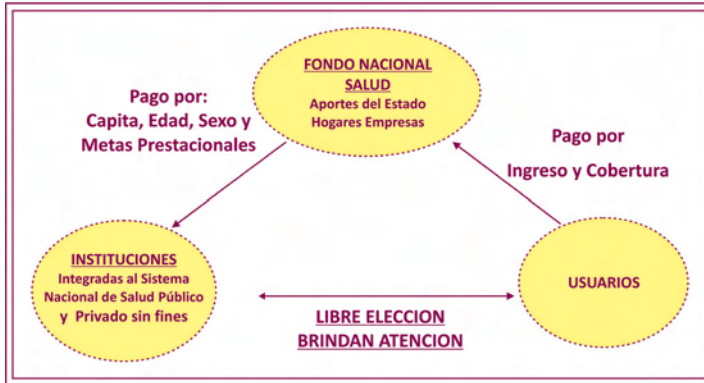 FONDO NACIONAL
SALUD
Aportes del Estado
Hogares Empresas
Pago por:
Capita, Edad, Sexo y
Metas Prestacionales
Pago por
Ingreso y Cobertura
INSTITUCIONES
Integradas al Sistema
Nacional de Salud Público
y Privado sin fines
USUARIOS
LIBRE ELECCION
BRINDAN ATENCION